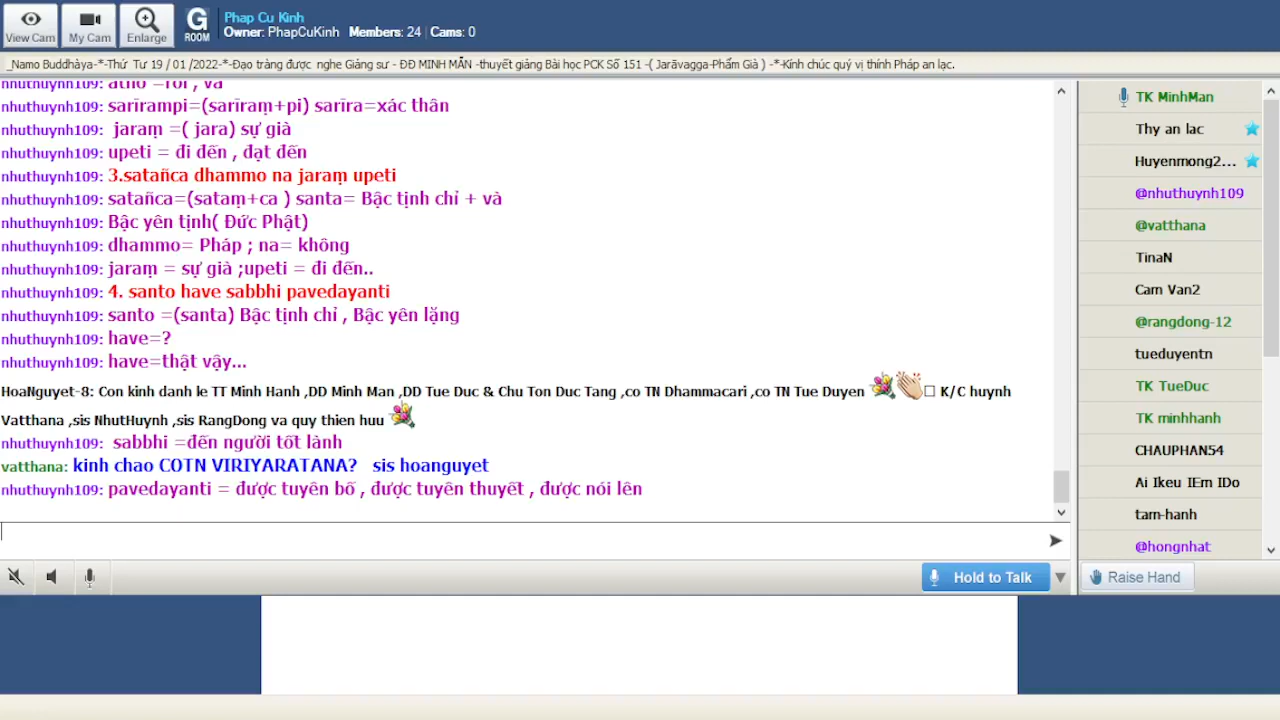 View Cam
My Cam
Enlarge
G
ROOM
Phap Cu Kinh
Owner: PhapCuKinh Members: 24 Cams: 0
_Namo Buddhàya-*-Thứ Tư 19 / 01 /2022-*-Đạo tràng được nghe Giảng sư - ĐĐ MINH MẪN -thuyết giảng Bài học PCK Số 151 -( Jarāvagga-Phẩm Già ) -*-Kính chúc quý vị thính Pháp an lạc.
nhuthuynh109: atho =rồi , và
nhuthuynh109: sarīrampi=(sarīraṃ+pi) sarīra=xác thân
nhuthuynh109: jaraṃ =( jara) sự già
nhuthuynh109: upeti = đi đến , đạt đến
nhuthuynh109: 3.satañca dhammo na jaraṃ upeti
nhuthuynh109: satañca=(sataṃ+ca ) santa= Bậc tịnh chỉ + và
nhuthuynh109: Bậc yên tịnh( Đức Phật)
nhuthuynh109: dhammo= Pháp ; na= không
nhuthuynh109: jaraṃ = sự già ;upeti = đi đến..
nhuthuynh109: 4. santo have sabbhi pavedayanti
nhuthuynh109: santo =(santa) Bậc tịnh chỉ , Bậc yên lặng
nhuthuynh109: have=?
nhuthuynh109: have=thật vậy...
HoaNguyet-8: Con kinh danh le TT Minh Hanh ,DD Minh Man ,DD Tue Duc & Chu Ton Duc Tang ,co TN Dhammacari ,co TN Tue Duyen K/C huynh
Vatthana ,sis NhutHuynh ,sis RangDong va quy thien huu
nhuthuynh109: sabbhi =đến người tốt lành
vatthana: kinh chao COTN VIRIYARATANA? sis hoanguyet
nhuthuynh109: pavedayanti = được tuyên bố , được tuyên thuyết , được nói lên
TK MinhMan
Thy an lac
Huyenmong2...
@nhuthuynh109
@vatthana
TinaN
Cam Van2
@rangdong-12
tueduyentn
TK TueDuc
TK minhhanh
CHAUPHAN54
Ai Ikeu IEm IDo
tam-hanh
@hongnhat
Hold to Talk
Raise Hand